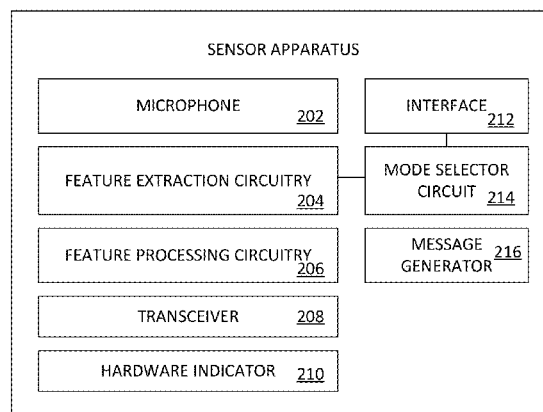 SENSOR APPARATUS
MICROPHONE
202
INTERFACE
212
FEATURE EXTRACTION CIRCUITRY
204
MODE SELECTOR
CIRCUIT
214
FEATURE PROCESSING CIRCUITRY
206
MESSAGE
GENERATOR
216
TRANSCEIVER
208
HARDWARE INDICATOR
210